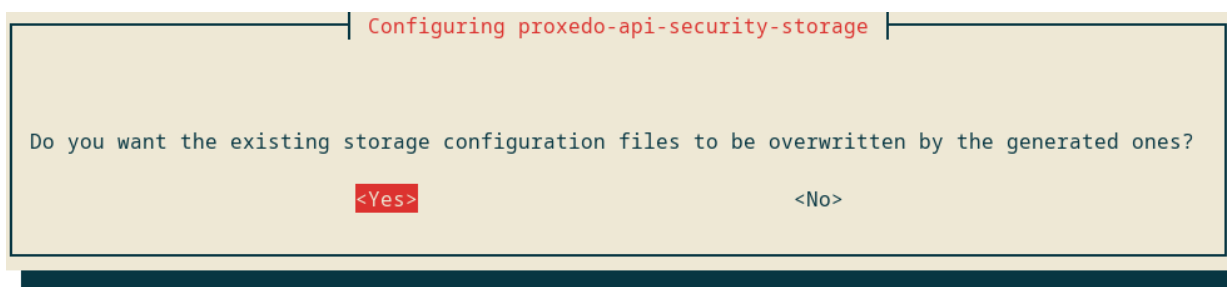 Configuring proxedo-api-security-storage
Do you want the existing storage configuration files to be overwritten by the generated ones?
<Yes> <No>